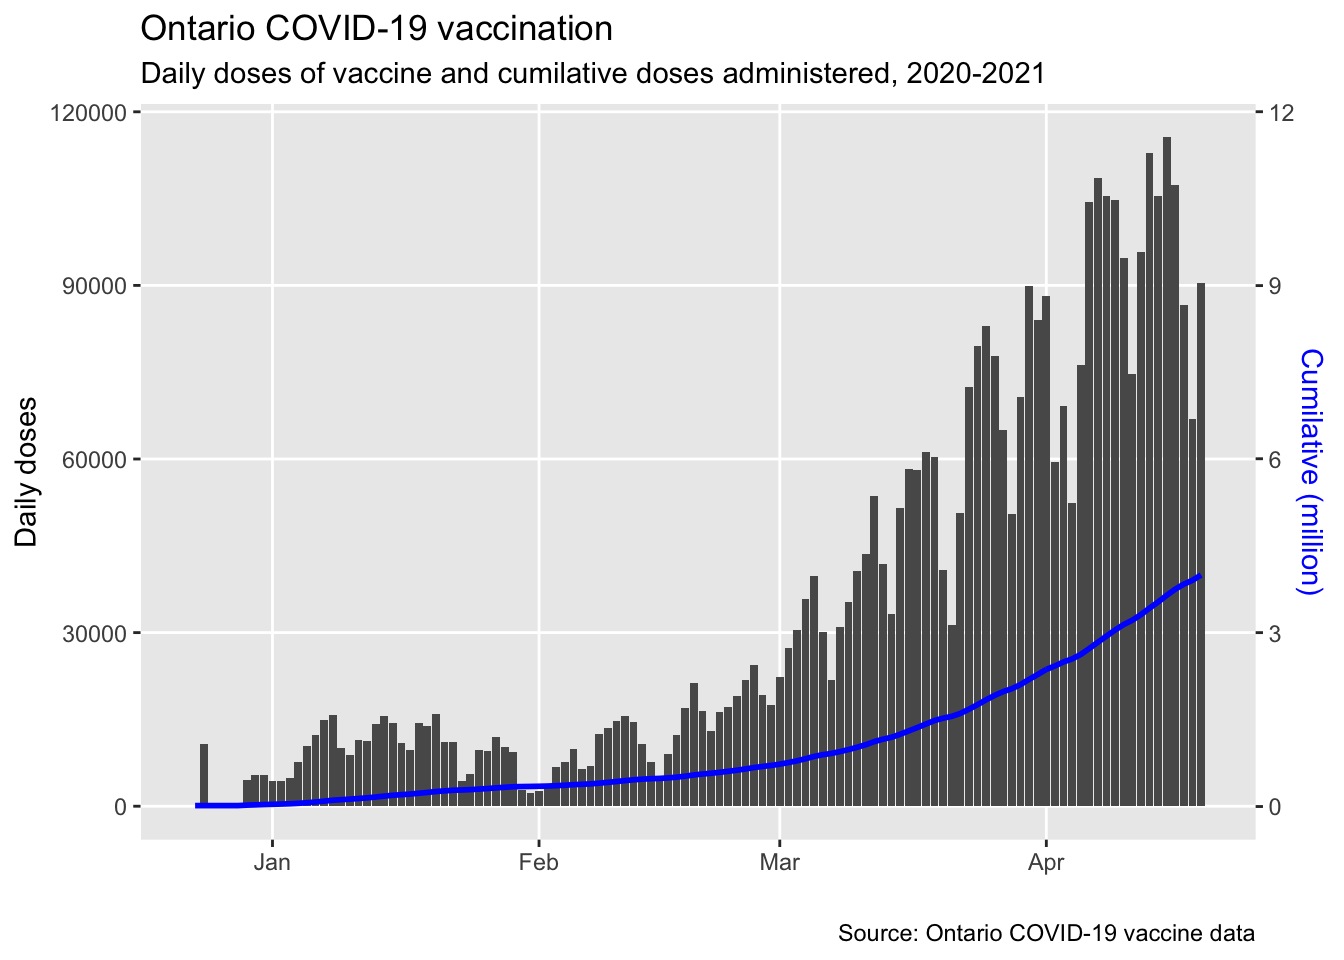 Ontario COVID-19 vaccination
Daily doses of vaccine and cumilative doses administered, 2020-2021
120000
90000
60000
30000
0
Daily doses
12
9
6
3
0
Cumilative (million)
Jan
Feb
Mar
Apr
Source: Ontario COVID-19 vaccine data